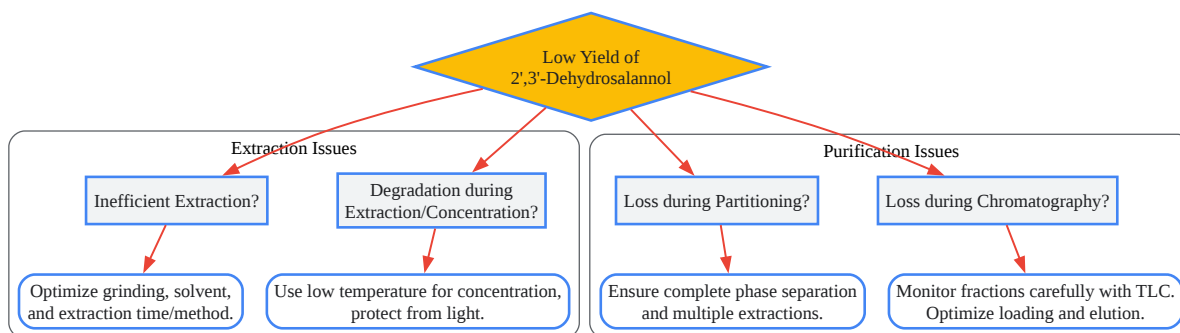 Low Yield of
2',3'-Dehydrosalannol
Extraction Issues
Purification Issues
Inefficient Extraction?
Degradation during
Extraction/Concentration?
Loss during Partitioning?
Loss during Chromatography?
Optimize grinding, solvent,
and extraction time/method.
Use low temperature for concentration,
protect from light.
Ensure complete phase separation
and multiple extractions.
Monitor fractions carefully with TLC.
Optimize loading and elution.